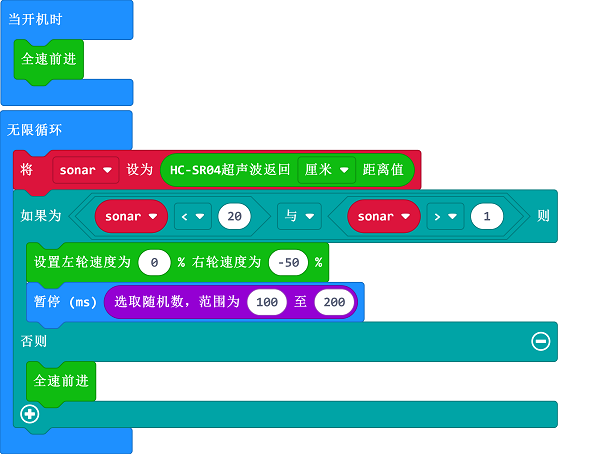 当开机时
全速前进
无限循环
将 sonar 设为 HC-SR04超声波返回 厘米 距离值
如果为 sonar < 20 与 sonar > 1 则
设置左轮速度为 0 % 右轮速度为 -50 %
暂停 (ms) 选取随机数，范围为 100 至 200
否则
全速前进